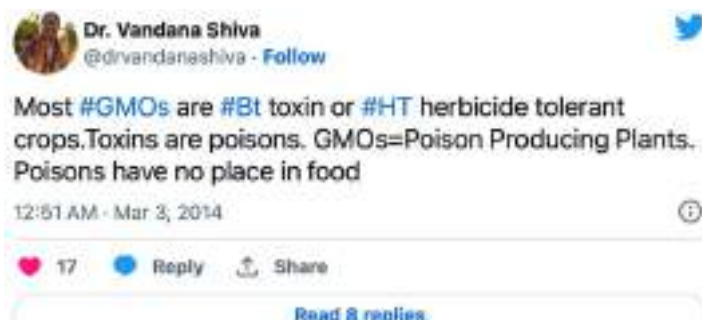 Dr. Vandana Shiva
@drvandanashiva · Follow
Most #GMOs are #Bt toxin or #HT herbicide tolerant
crops.Toxins are poisons. GMOs=Poison Producing Plants.
Poisons have no place in food
12:51 AM · Mar 3, 2014
17 Reply Share
Read 8 replies